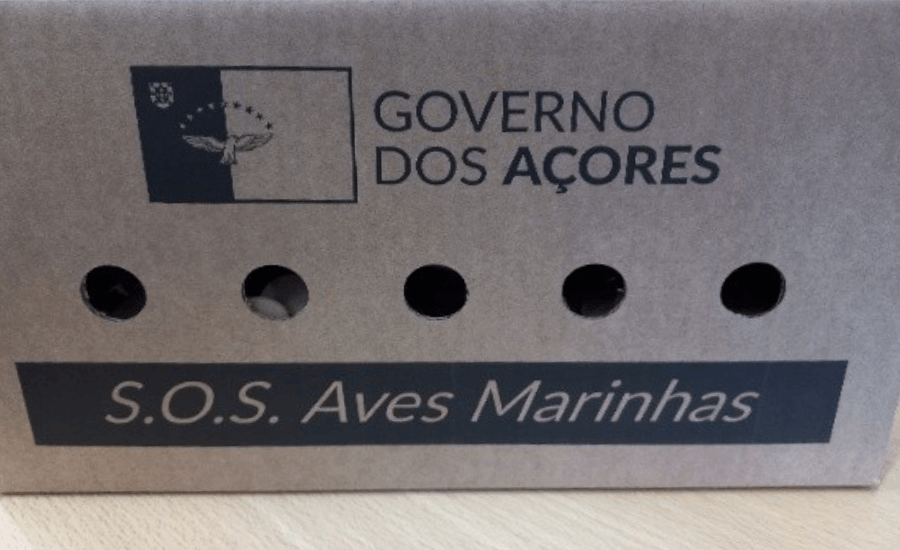 GOVERNO
DOS AÇORES
S.O.S. Aves Marinhas